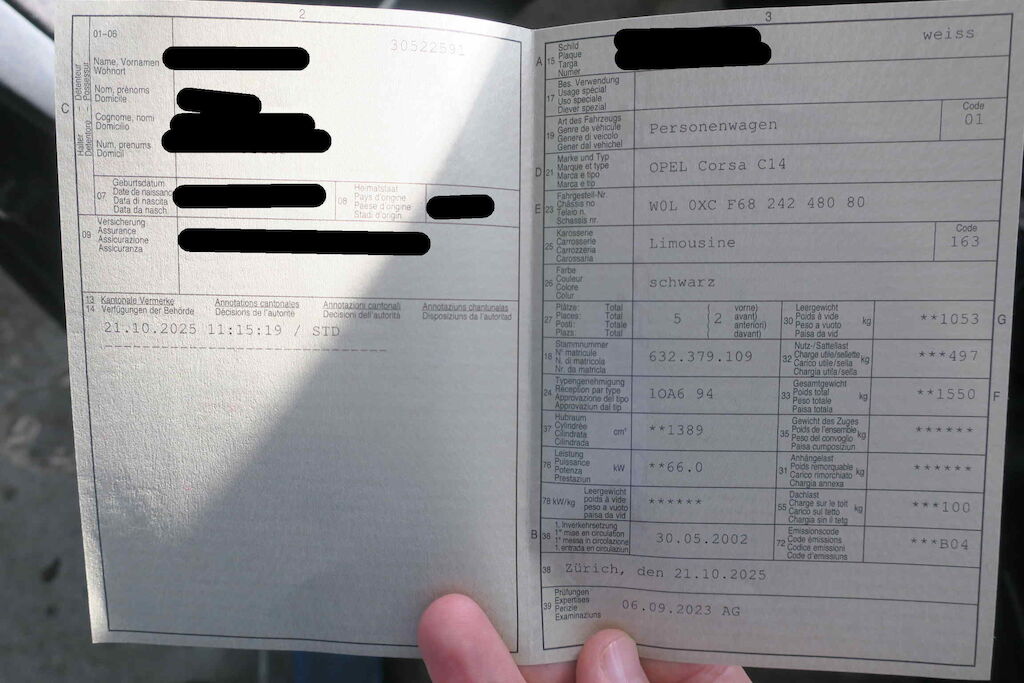 2
01-06
30522591
Détenteur
Possessur
Halter
Detentore
C
Name, Vornamen
Wohnort
Nom, prénoms
Domicile
Cognome, nomi
Domicilio
Num, prenums
Domicil
07
Geburtsdatum
Date de naissance
Data di nascita
Data da nasch.
08
Heimatstaat
Pays d'origine
Paese d'origine
Stadi d'origin
09
Versicherung
Assurance
Assicurazione
Assicuranza
13
14
Kantonale Vermerke
Verfügungen der Behörde
Annotations cantonales
Décisions de l'autorité
Annotazioni cantonali
Decisioni dell'autorità
Annotaziuns chantunalas
Disposiziuns da l'autoritad
21.10.2025 11:15:19 / STD
3
A 15
Schild
Plaque
Targa
Numer
weiss
17
Bes. Verwendung
Usage spécial
Uso speciale
Diever spezial
19
Art des Fahrzeugs
Genre de véhicule
Genere di veicolo
Gener dal vehichel
Personenwagen
Code
01
D 21
Marke und Typ
Marque et type
Marca e tipo
Marca e tip
OPEL Corsa C14
E 23
Fahrgestell-Nr.
Châssis no
Telaio n.
Schassis nr.
W0L 0XC F68 242 480 80
25
Karosserie
Carrosserie
Carrozzeria
Carossaria
Limousine
Code
163
26
Farbe
Couleur
Colore
Colur
schwarz
27
Plätze: Total
Places: Total
Posti: Totale
Plazs: Total
5 ( 2 vorne)
avant)
anteriori)
davant)
30
Leergewicht
Poids à vide
Peso a vuoto
Paisa da vid
kg
**1053
G
18
Stammnummer
N° matricule
N. di matricola
Nr. da matricla
632.379.109
32
Nutz-/Sattellast
Charge utile/sellette
Carico utile/sella
Chargia utila/sella
kg
***497
24
Typengenehmigung
Réception par type
Approvazione del tipo
Approvaziun dal tip
1OA6 94
33
Gesamtgewicht
Poids total
Peso totale
Paisa totala
kg
**1550
F
37
Hubraum
Cylindrée
Cilindrata
Cilindrada
cm³
**1389
35
Gewicht des Zuges
Poids de l'ensemble
Peso del convoglio
Paisa cumposiziun
kg
******
76
Leistung
Puissance
Potenza
Prestaziun
kW
**66.0
31
Anhängelast
Poids remorquable
Carico rimorchiato
Chargia annexa
kg
******
78 kW/kg
Leergewicht
poids à vide
peso a vuoto
paisa da vid
******
55
Dachlast
Charge sur le toit
Carico sul tetto
Chargia sin il tetg
kg
***100
B 36
1. Inverkehrsetzung
1re mise en circulation
1a messa in circolazione
1. entrada en circulaziun
30.05.2002
72
Emissionscode
Code émissions
Codice emissioni
Code d'emissiuns
***B04
38
Zürich, den 21.10.2025
39
Prüfungen
Expertises
Perizie
Examinaziuns
06.09.2023 AG